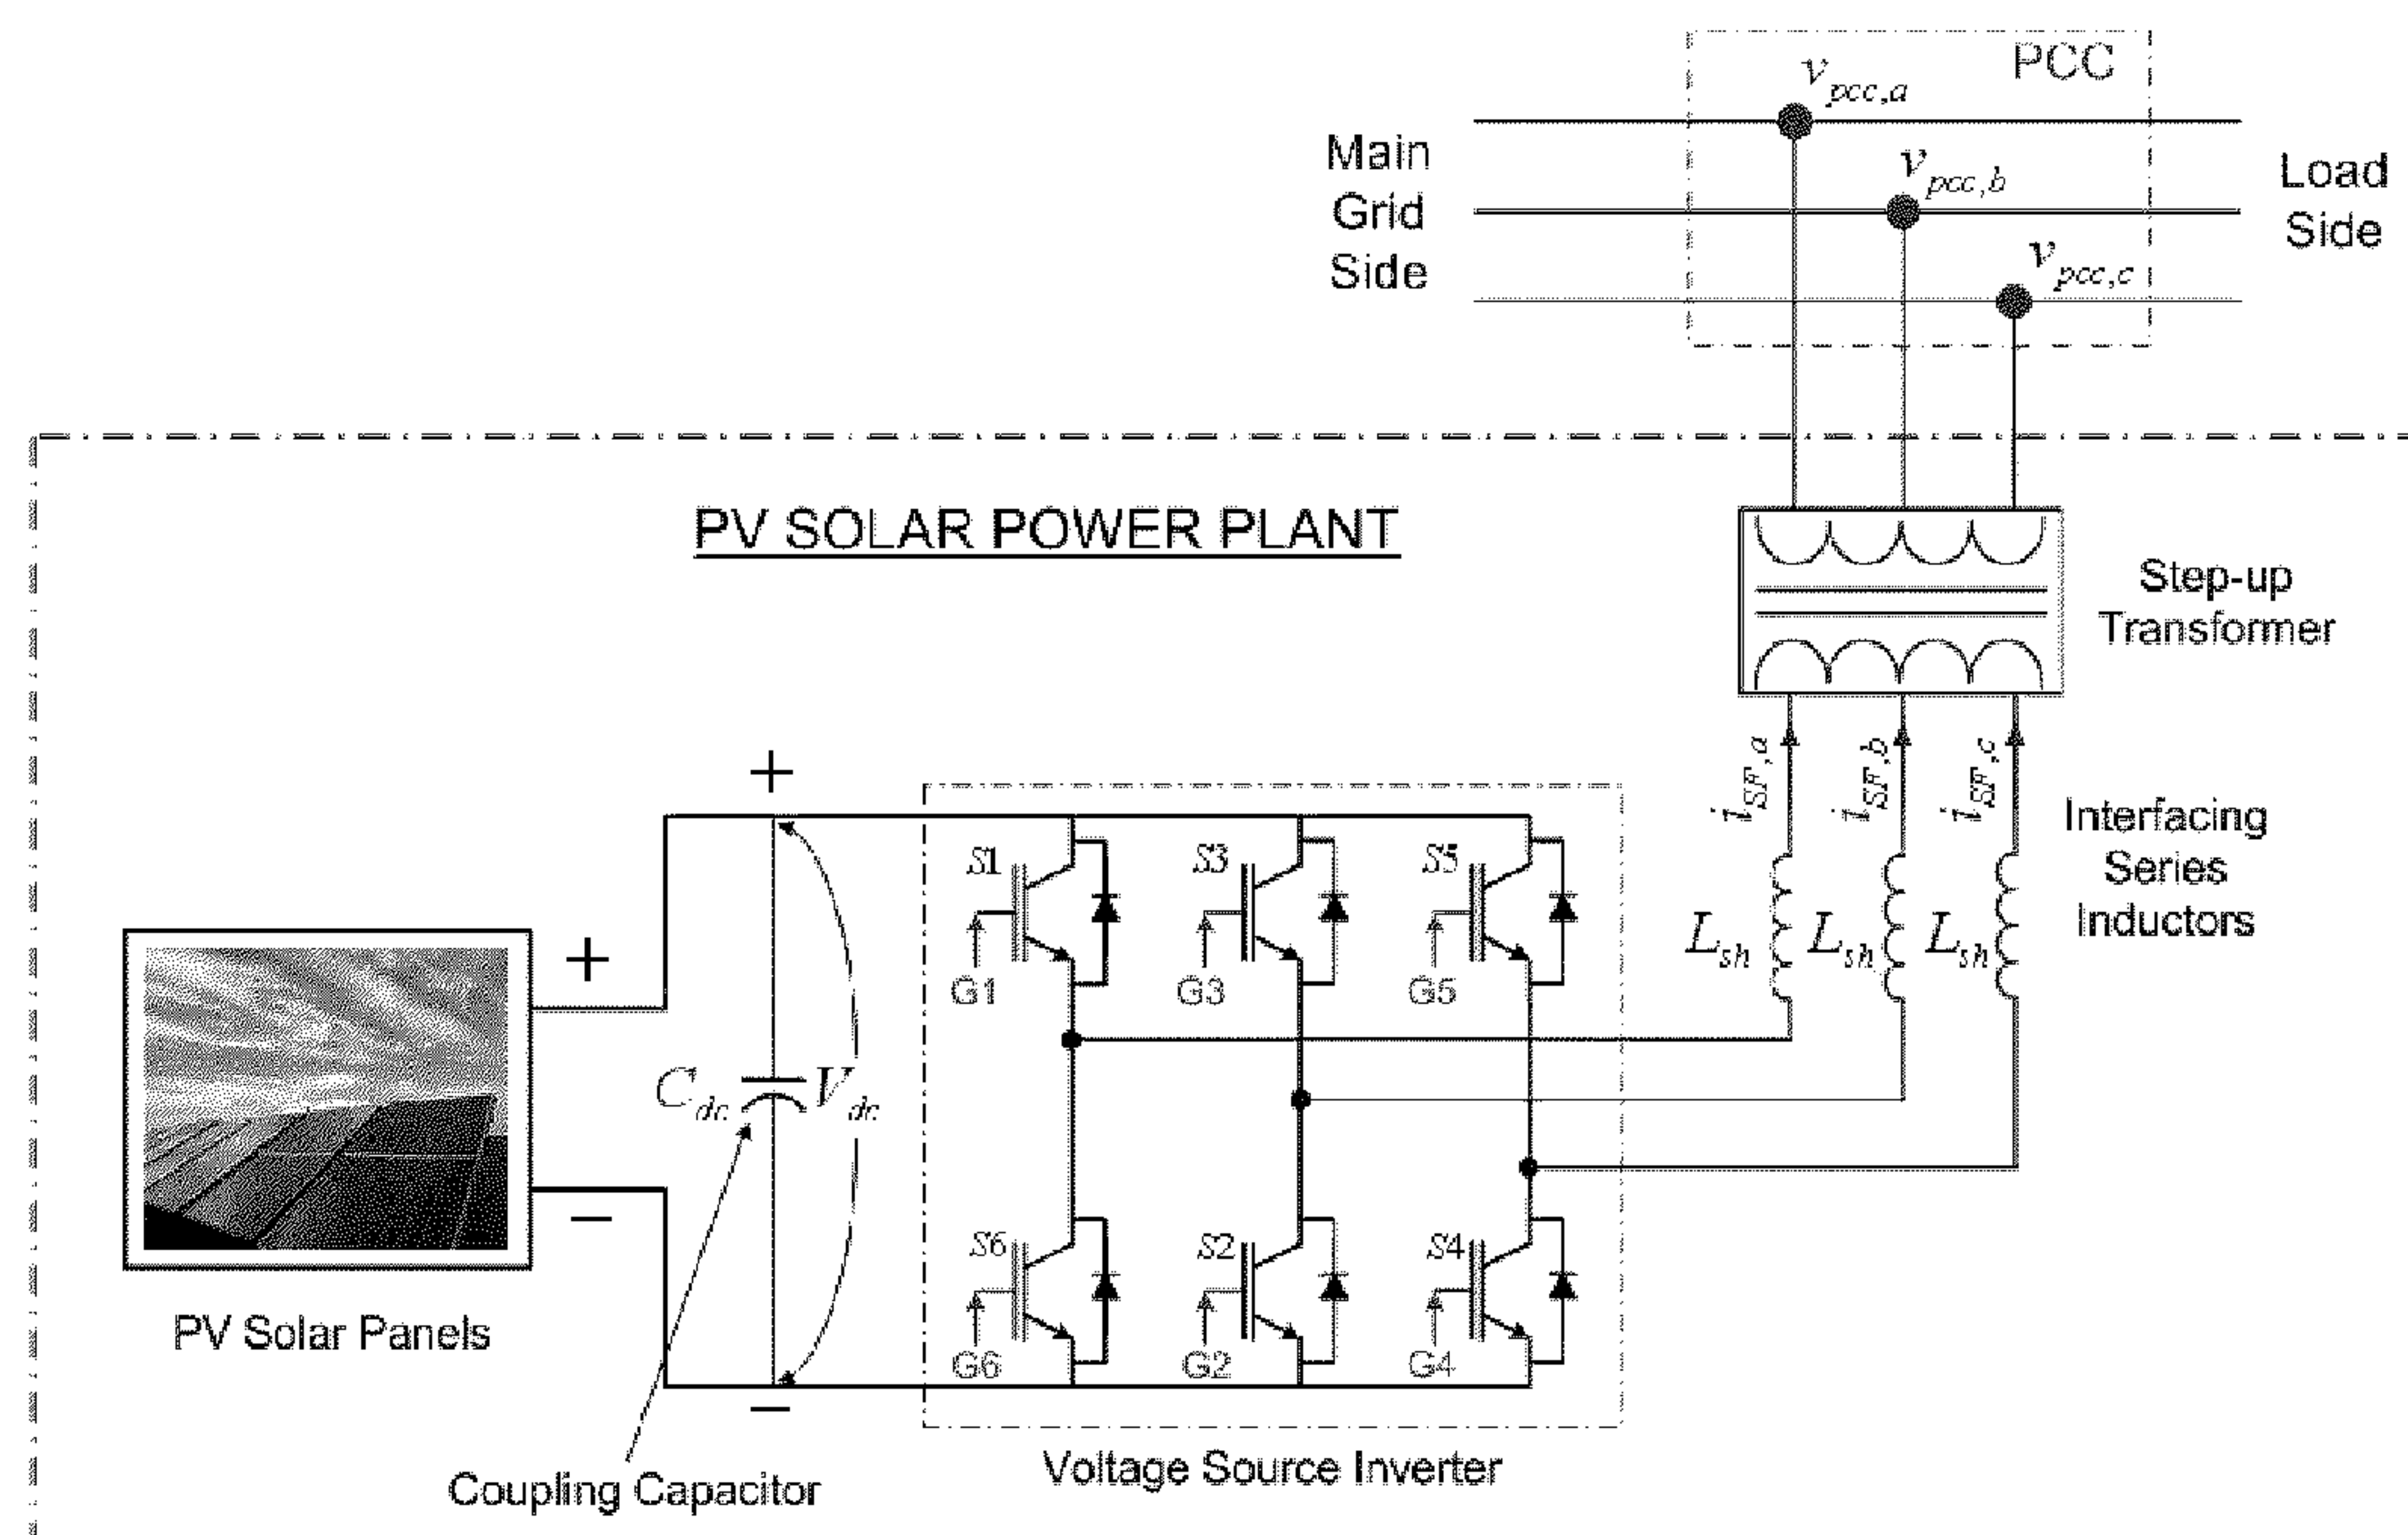 PCC
v_pcc,a
Main
Grid
Side
v_pcc,b
v_pcc,c
Load
Side
PV SOLAR POWER PLANT
Step-up
Transformer
i_SF,a
i_SF,b
i_SF,c
Interfacing
Series
Inductors
L_sh
L_sh
L_sh
+
S1
S3
S5
+
G1
G3
G5
C_dc
V_dc
−
S6
S2
S4
G6
G2
G4
−
PV Solar Panels
Coupling Capacitor
Voltage Source Inverter